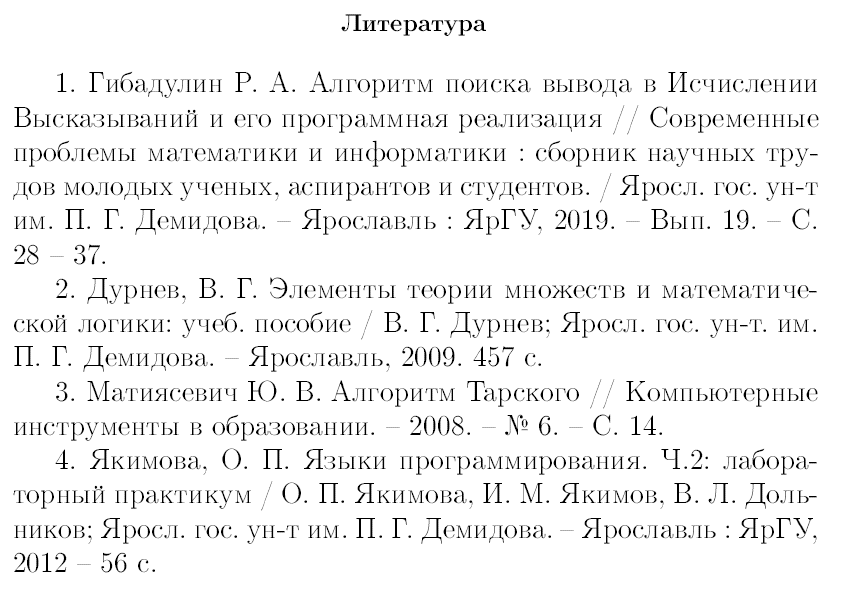 Литература
1. Гибадулин Р. А. Алгоритм поиска вывода в Исчислении
Высказываний и его программная реализация // Современные
проблемы математики и информатики : сборник научных тру-
дов молодых ученых, аспирантов и студентов. / Яросл. гос. ун-т
им. П. Г. Демидова. – Ярославль : ЯрГУ, 2019. – Вып. 19. – С.
28 – 37.
2. Дурнев, В. Г. Элементы теории множеств и математиче-
ской логики: учеб. пособие / В. Г. Дурнев; Яросл. гос. ун-т. им.
П. Г. Демидова. – Ярославль, 2009. 457 с.
3. Матиясевич Ю. В. Алгоритм Тарского // Компьютерные
инструменты в образовании. – 2008. – № 6. – С. 14.
4. Якимова, О. П. Языки программирования. Ч.2: лабора-
торный практикум / О. П. Якимова, И. М. Якимов, В. Л. Доль-
ников; Яросл. гос. ун-т им. П. Г. Демидова. – Ярославль : ЯрГУ,
2012 – 56 с.